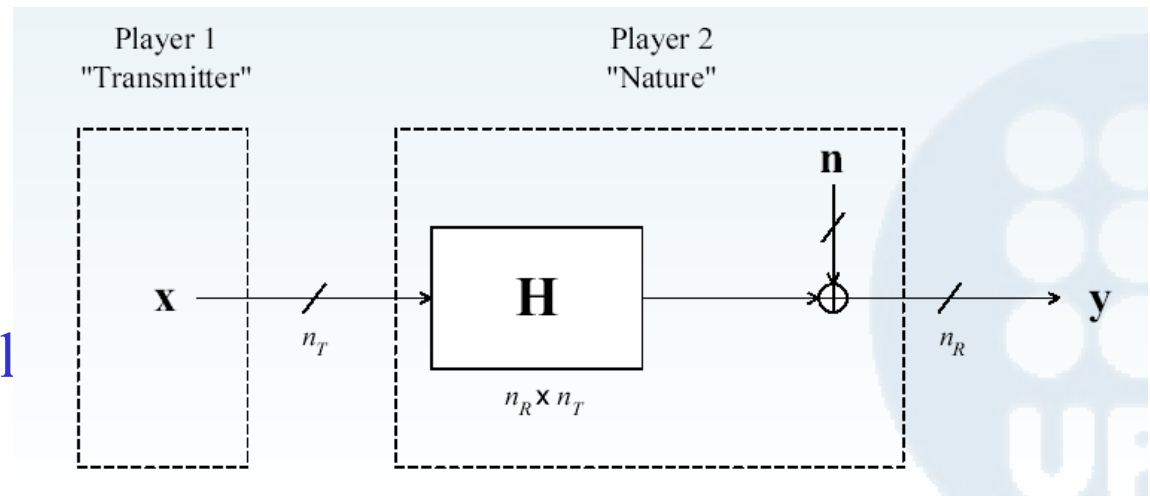 Player 1
"Transmitter"
Player 2
"Nature"
n
x
H
y
n_T
n_R
n_R x n_T
l